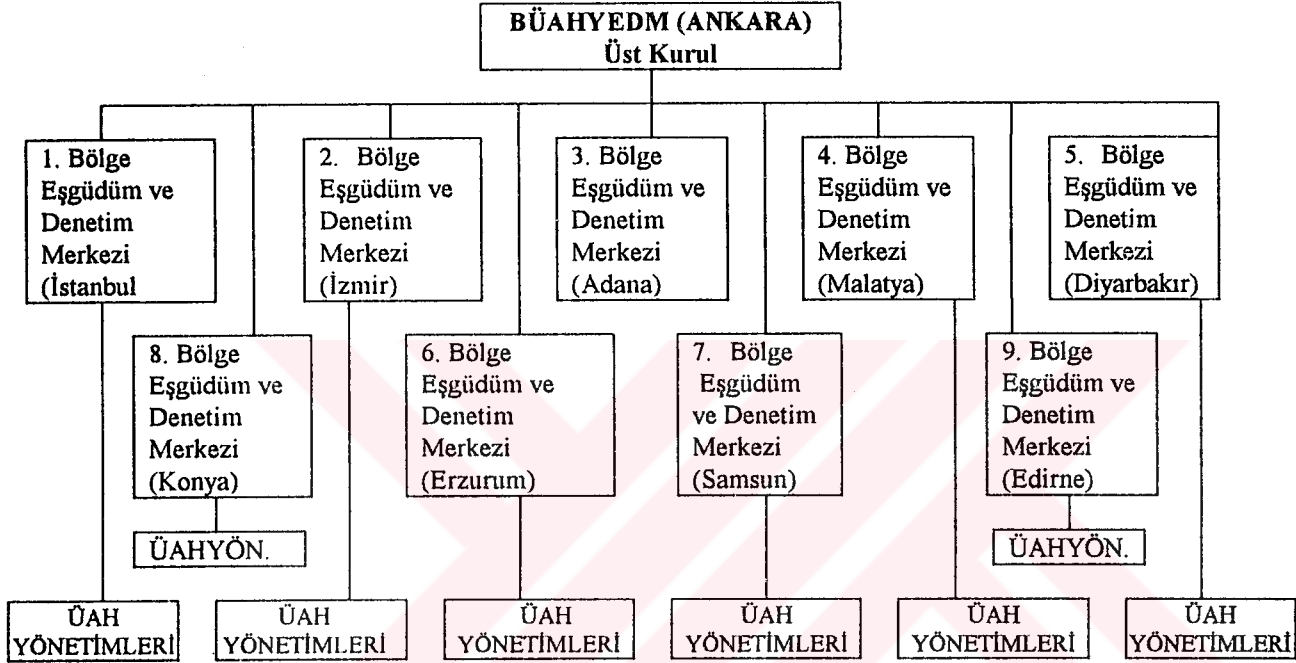 BÜAHYEDM (ANKARA)
Üst Kurul
1. Bölge
Eşgüdüm ve
Denetim
Merkezi
(İstanbul
2. Bölge
Eşgüdüm ve
Denetim
Merkezi
(İzmir)
3. Bölge
Eşgüdüm ve
Denetim
Merkezi
(Adana)
4. Bölge
Eşgüdüm ve
Denetim
Merkezi
(Malatya)
5. Bölge
Eşgüdüm ve
Denetim
Merkezi
(Diyarbakır)
8. Bölge
Eşgüdüm ve
Denetim
Merkezi
(Konya)
6. Bölge
Eşgüdüm ve
Denetim
Merkezi
(Erzurum)
7. Bölge
Eşgüdüm
ve Denetim
Merkezi
(Samsun)
9. Bölge
Eşgüdüm ve
Denetim
Merkezi
(Edirne)
ÜAHYÖN.
ÜAHYÖN.
ÜAH
YÖNETİMLERİ
ÜAH
YÖNETİMLERİ
ÜAH
YÖNETİMLERİ
ÜAH
YÖNETİMLERİ
ÜAH
YÖNETİMLERİ
ÜAH
YÖNETİMLERİ